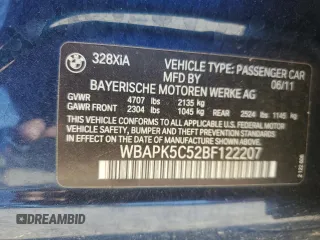 BMW
328XiA
VEHICLE TYPE: PASSENGER CAR
MFD BY
06/11
BAYERISCHE MOTOREN WERKE AG
GVWR 4707 lbs 2135 kg
GAWR FRONT 2304 lbs 1045 kg REAR 2524 lbs 1145 kg
THIS VEHICLE CONFORMS TO ALL APPLICABLE
FEDERAL MOTOR VEHICLE SAFETY, BUMPER,
AND THEFT PREVENTION STANDARDS IN EFFECT
ON THE DATE OF MANUFACTURE SHOWN ABOVE.
WBAPK5C52BF122207
© IDRIVEANDBID